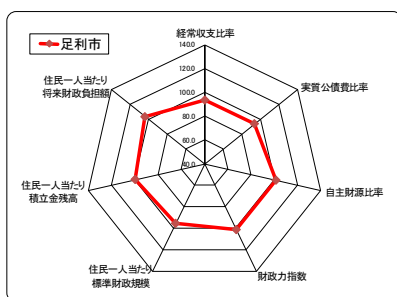 経常収支比率
140.0
足利市
120.0
住民一人当たり
将来財政負担額
実質公債費比率
100.0
80.0
60.0
40.0
住民一人当たり
積立金残高
自主財源比率
住民一人当たり
標準財政規模
財政力指数